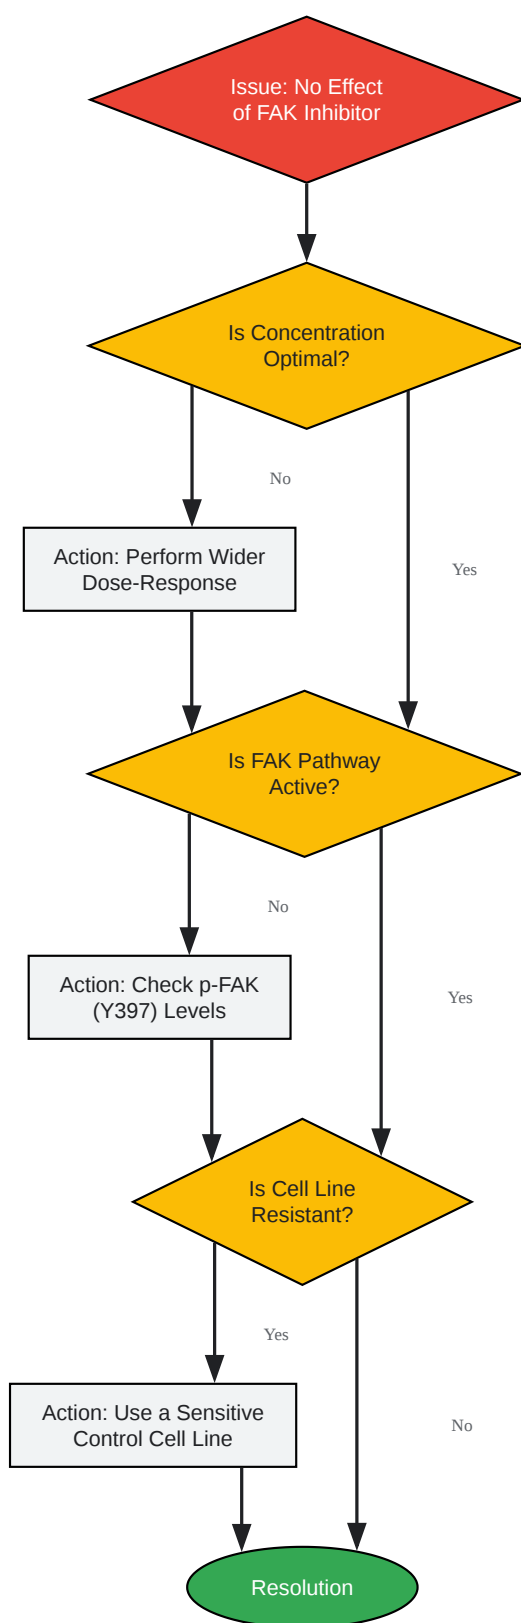 Issue: No Effect
of FAK Inhibitor
Is Concentration
Optimal?
No
Action: Perform Wider
Dose-Response
Yes
Is FAK Pathway
Active?
No
Action: Check p-FAK
(Y397) Levels
Yes
Is Cell Line
Resistant?
Yes
Action: Use a Sensitive
Control Cell Line
No
Resolution